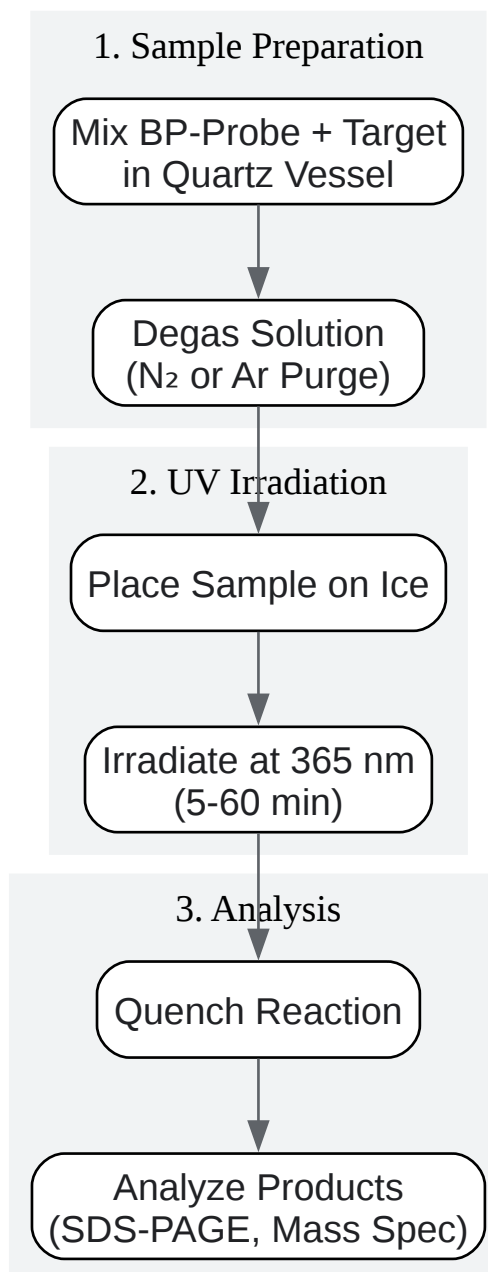 1. Sample Preparation
Mix BP-Probe + Target
in Quartz Vessel
Degas Solution
(N₂ or Ar Purge)
2. UV Irradiation
Place Sample on Ice
Irradiate at 365 nm
(5-60 min)
3. Analysis
Quench Reaction
Analyze Products
(SDS-PAGE, Mass Spec)